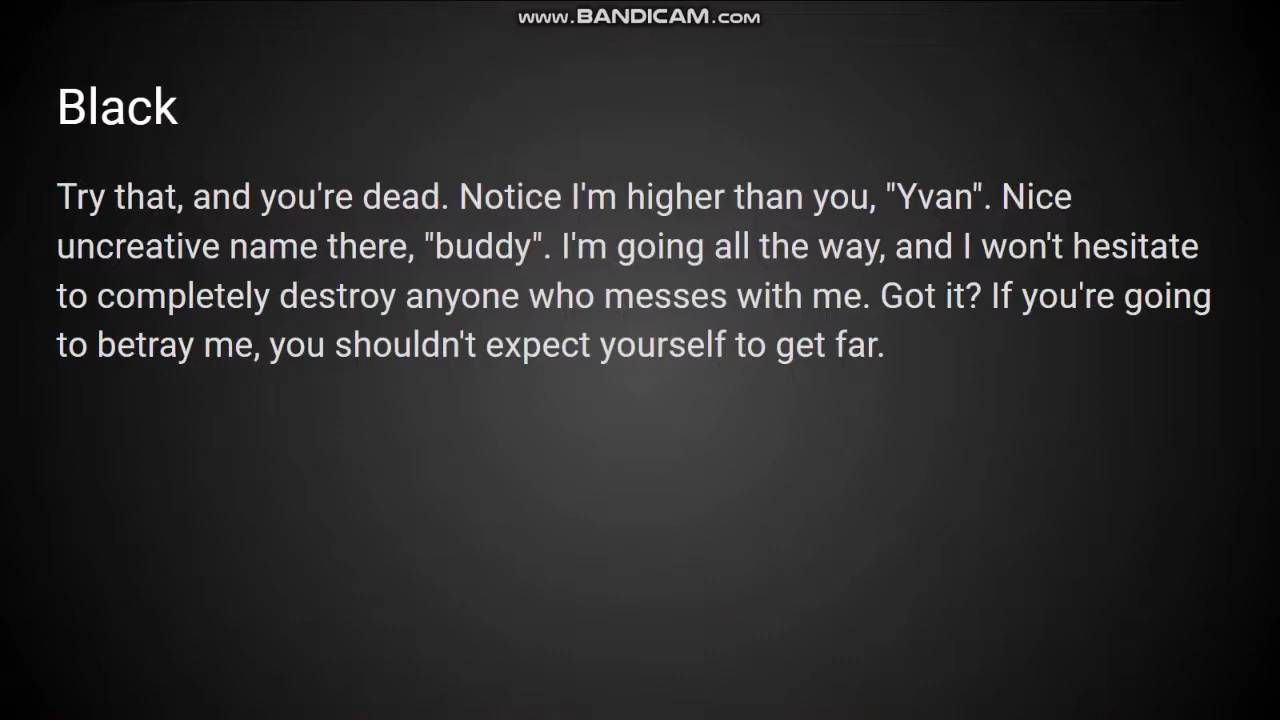 www.BANDICAM.com
Black
Try that, and you're dead. Notice I'm higher than you, "Yvan". Nice
uncreative name there, "buddy". I'm going all the way, and I won't hesitate
to completely destroy anyone who messes with me. Got it? If you're going
to betray me, you shouldn't expect yourself to get far.